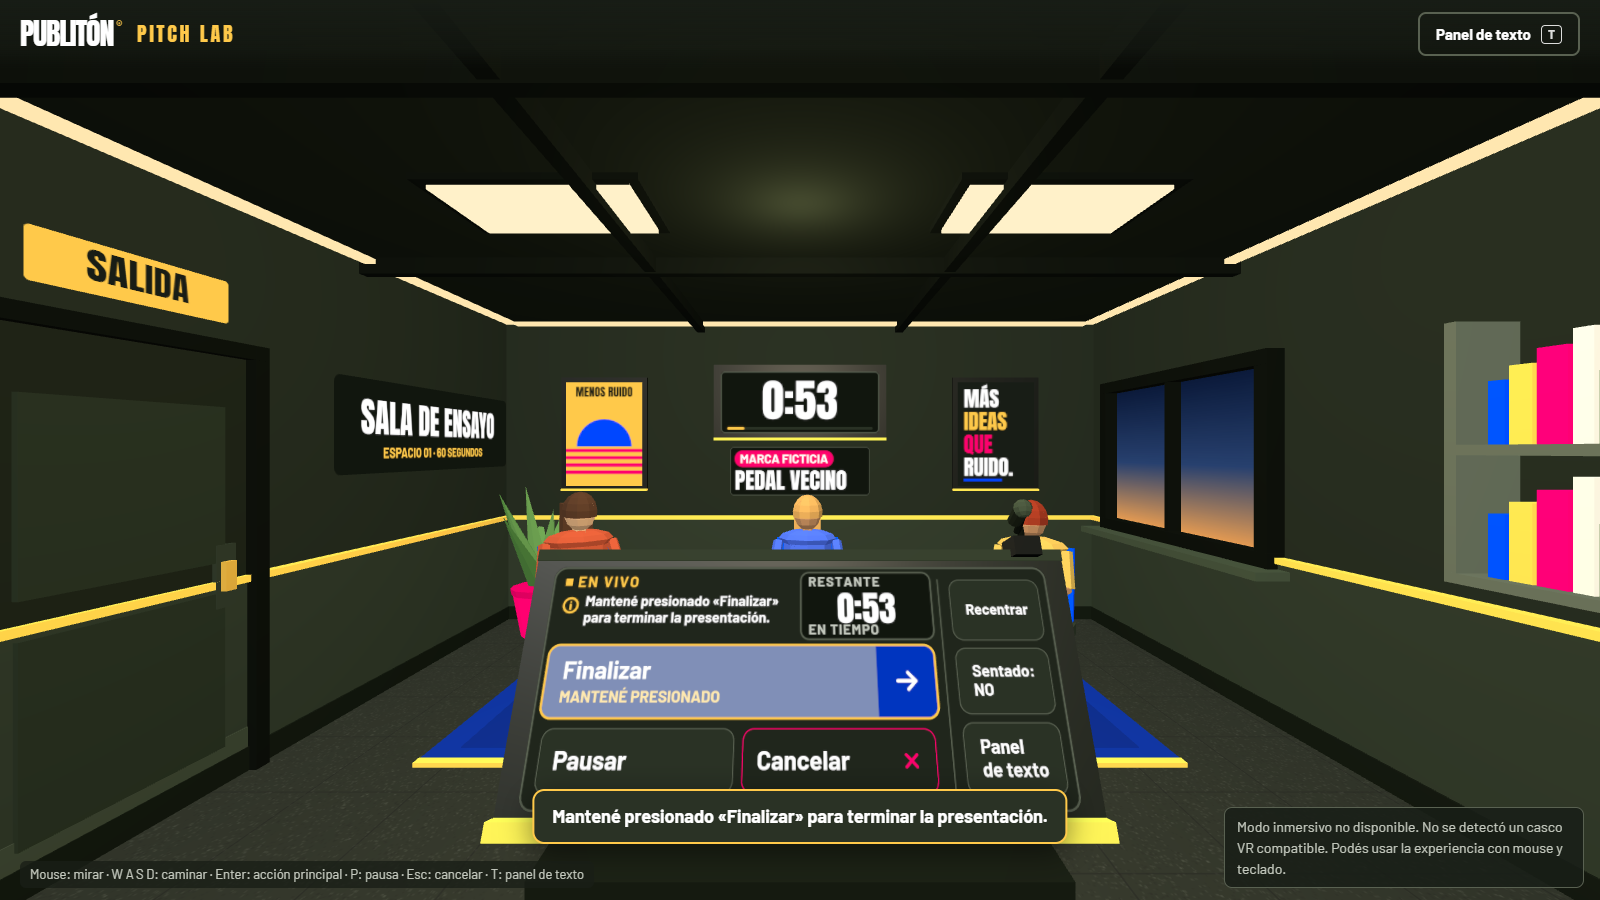 PUBLITÓN® PITCH LAB
Panel de texto T
SALIDA
SALA DE ENSAYO
ESPACIO 01 · 60 SEGUNDOS
MENOS RUIDO
0:53
MARCA FICTICIA
PEDAL VECINO
MÁS
IDEAS
QUE
RUIDO.
EN VIVO
Mantené presionado «Finalizar»
para terminar la presentación.
RESTANTE
0:53
EN TIEMPO
Recentrar
Finalizar
MANTENÉ PRESIONADO
Sentado:
NO
Pausar
Cancelar
Panel
de texto
Mantené presionado «Finalizar» para terminar la presentación.
Modo inmersivo no disponible. No se detectó un casco
VR compatible. Podés usar la experiencia con mouse y
teclado.
Mouse: mirar · W A S D: caminar · Enter: acción principal · P: pausa · Esc: cancelar · T: panel de texto